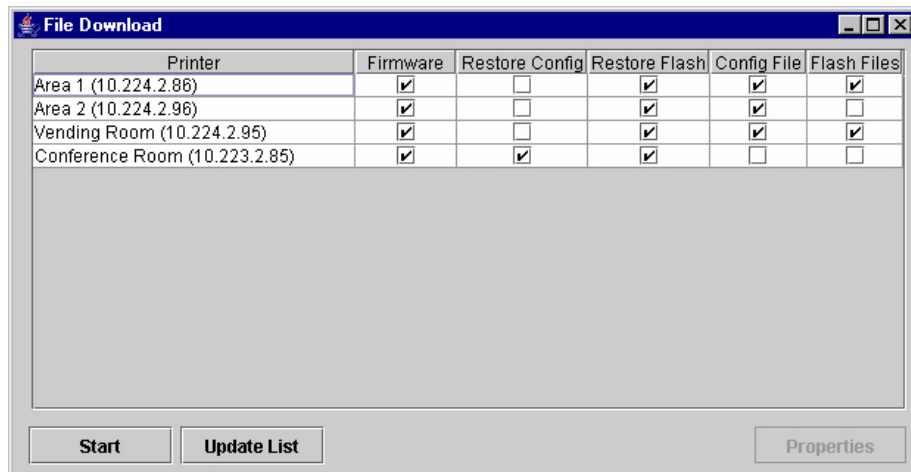 File Download
Printer Firmware Restore Config Restore Flash Config File Flash Files
Area 1 (10.224.2.86)
Area 2 (10.224.2.96)
Vending Room (10.224.2.95)
Conference Room (10.223.2.85)
Start Update List Properties